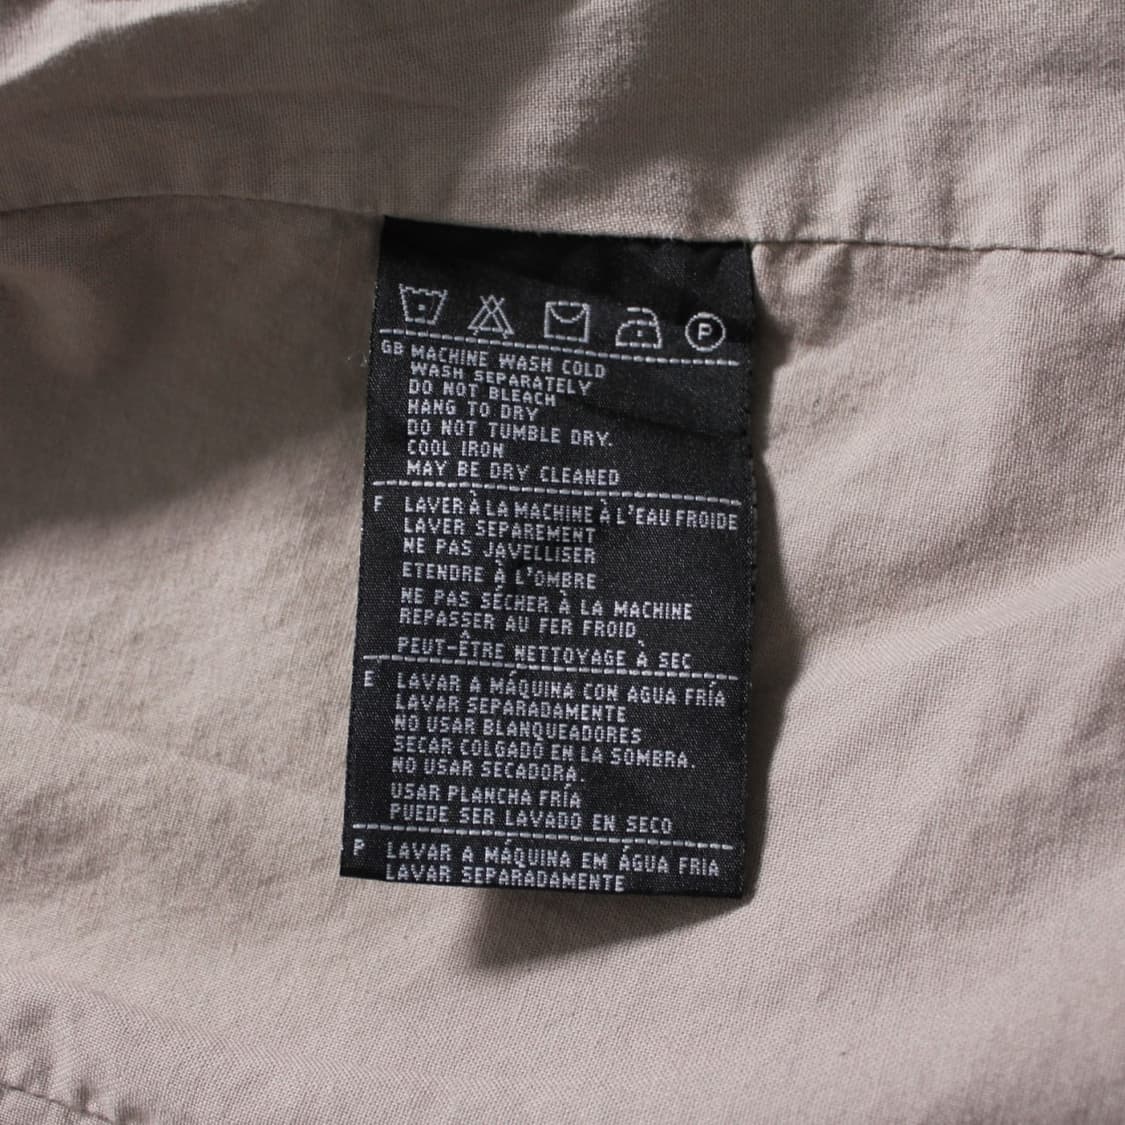 P
GB MACHINE WASH COLD
WASH SEPARATELY
DO NOT BLEACH
HANG TO DRY
DO NOT TUMBLE DRY.
COOL IRON
MAY BE DRY CLEANED
F LAVER À LA MACHINE À L'EAU FROIDE
LAVER SEPAREMENT
NE PAS JAVELLISER
ETENDRE À L'OMBRE
NE PAS SÉCHER À LA MACHINE
REPASSER AU FER FROID
PEUT-ÊTRE NETTOYAGE À SEC
E LAVAR A MÁQUINA CON AGUA FRÍA
LAVAR SEPARADAMENTE
NO USAR BLANQUEADORES
SECAR COLGADO EN LA SOMBRA.
NO USAR SECADORA.
USAR PLANCHA FRÍA
PUEDE SER LAVADO EN SECO
P LAVAR A MÁQUINA EM ÁGUA FRIA
LAVAR SEPARADAMENTE